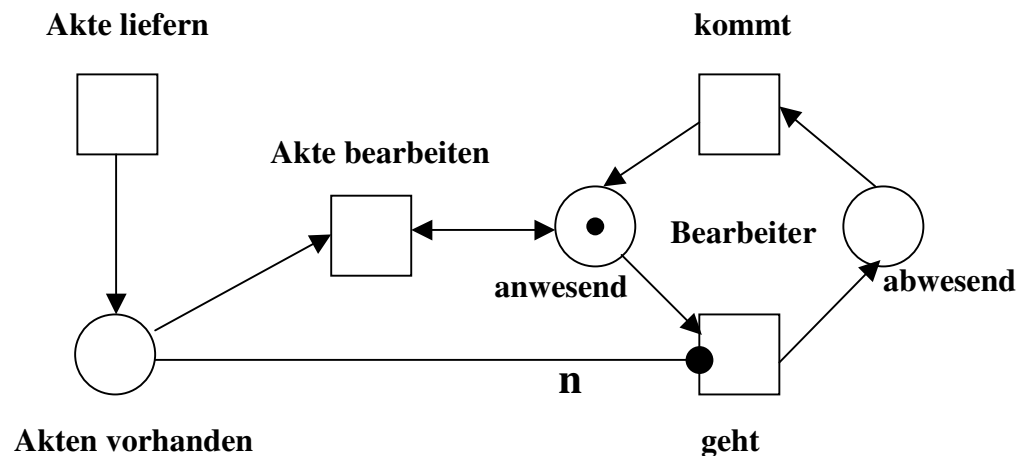 Akte liefern
kommt
Akte bearbeiten
Bearbeiter
anwesend
abwesend
n
Akten vorhanden
geht